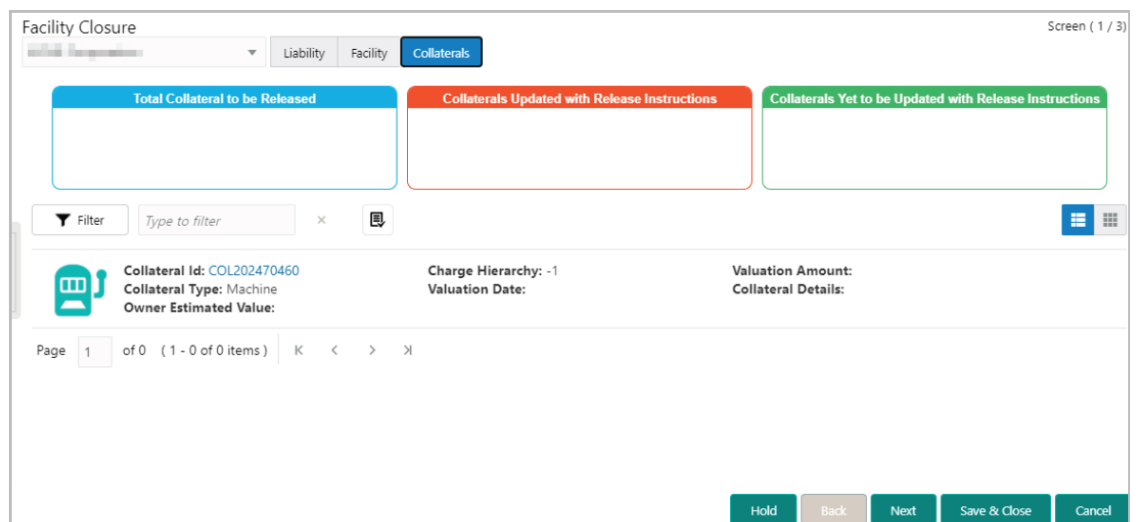 Facility Closure
Screen ( 1 / 3)
Liability Facility Collaterals
Total Collateral to be Released
Collaterals Updated with Release Instructions
Collaterals Yet to be Updated with Release Instructions
Filter Type to filter ×
Collateral Id: COL202470460 Charge Hierarchy: -1 Valuation Amount:
Collateral Type: Machine Valuation Date: Collateral Details:
Owner Estimated Value:
Page 1 of 0 ( 1 - 0 of 0 items )
Hold Back Next Save & Close Cancel